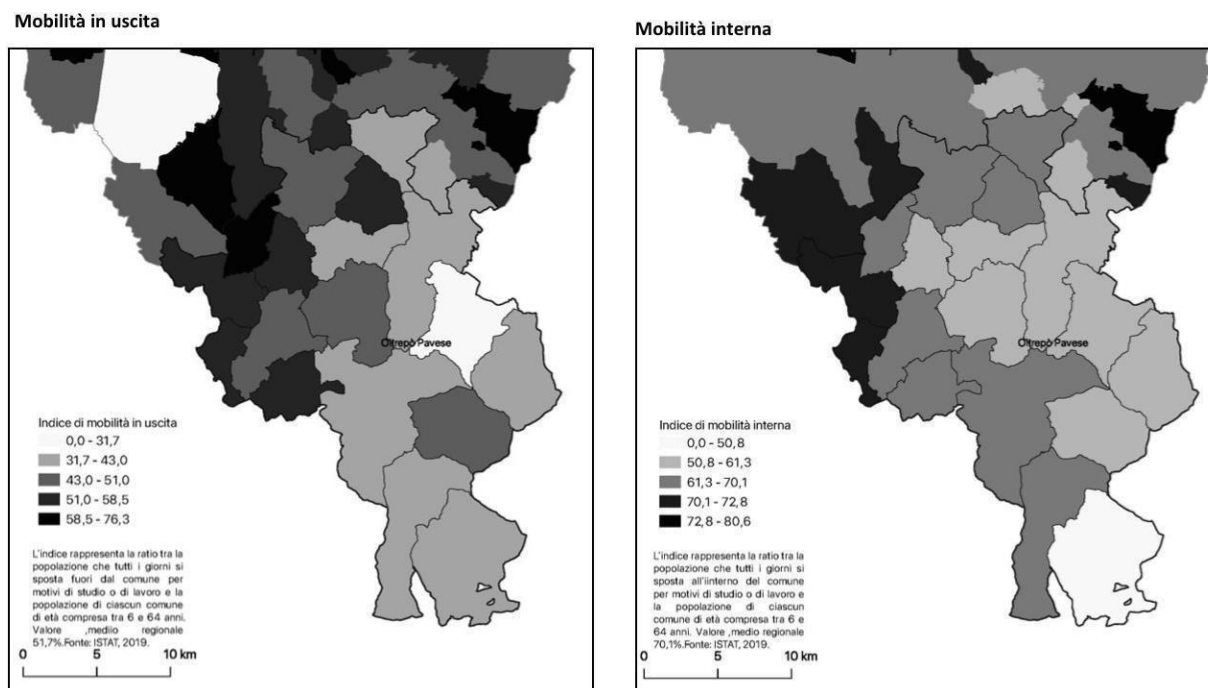 Mobilità in uscita
Oltrepò Pavese
Indice di mobilità in uscita
0,0 - 31,7
31,7 - 43,0
43,0 - 51,0
51,0 - 58,5
58,5 - 76,3
L'indice rappresenta la ratio tra la
popolazione che tutti i giorni si
sposta fuori dal comune per
motivi di studio o di lavoro e la
popolazione di ciascun comune
di età compresa tra 6 e 64 anni.
Valore ,mediio regionale
51,7%.Fonte: ISTAT, 2019.
0 5 10 km
Mobilità interna
Oltrepò Pavese
Indice di mobilità interna
0,0 - 50,8
50,8 - 61,3
61,3 - 70,1
70,1 - 72,8
72,8 - 80,6
L'indice rappresenta la ratio tra la
popolazione che tutti i giorni si
sposta all'iinterno del comune
per motivi di studio o di lavoro e
la popolazione di ciascun
comune di età compresa tra 6 e
64 anni. Valore ,medio regionale
70,1%.Fonte: ISTAT, 2019.
0 5 10 km